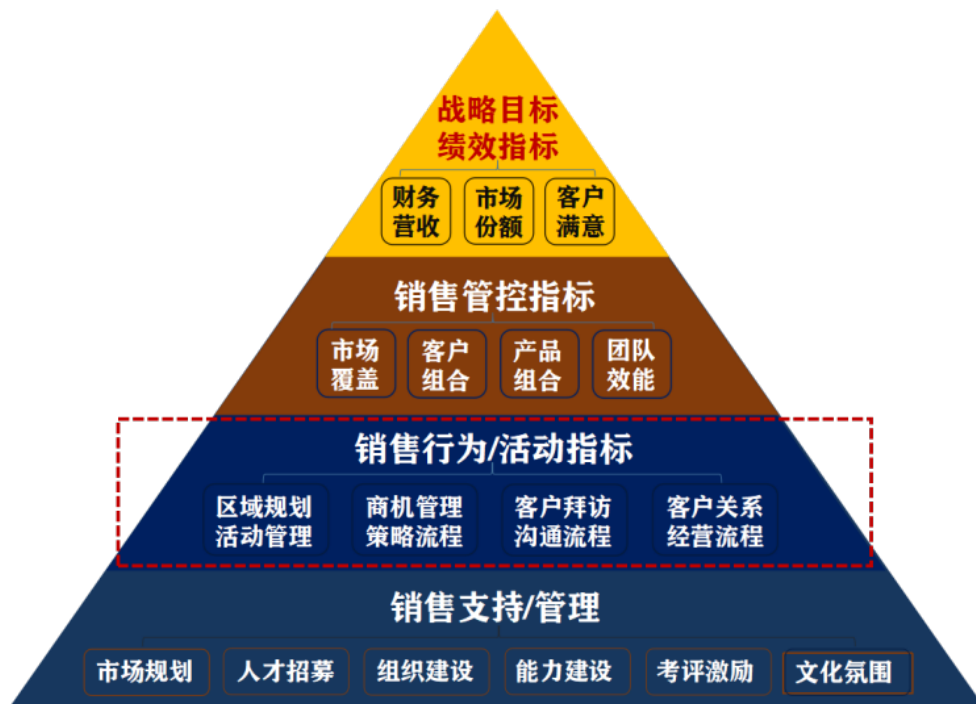 战略目标
绩效指标
财务 市场 客户
营收 份额 满意
销售管控指标
市场 客户 产品 团队
覆盖 组合 组合 效能
销售行为/活动指标
区域规划 商机管理 客户拜访 客户关系
活动管理 策略流程 沟通流程 经营流程
销售支持/管理
市场规划 人才招募 组织建设 能力建设 考评激励 文化氛围